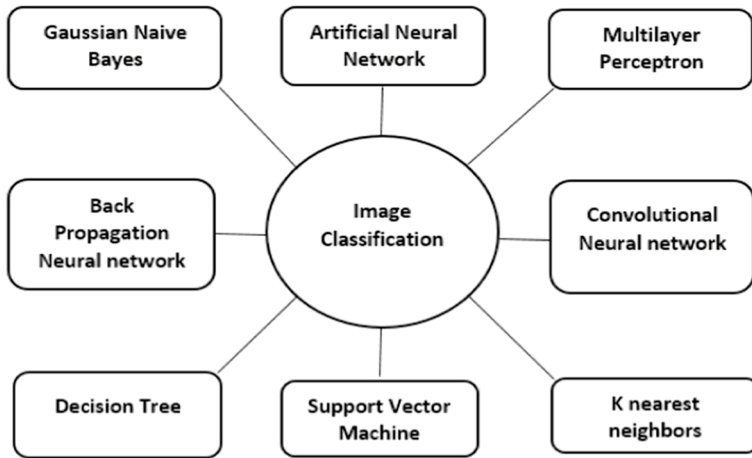 Gaussian Naive
Bayes
Artificial Neural
Network
Multilayer
Perceptron
Back
Propagation
Neural network
Image
Classification
Convolutional
Neural network
Decision Tree
Support Vector
Machine
K nearest
neighbors